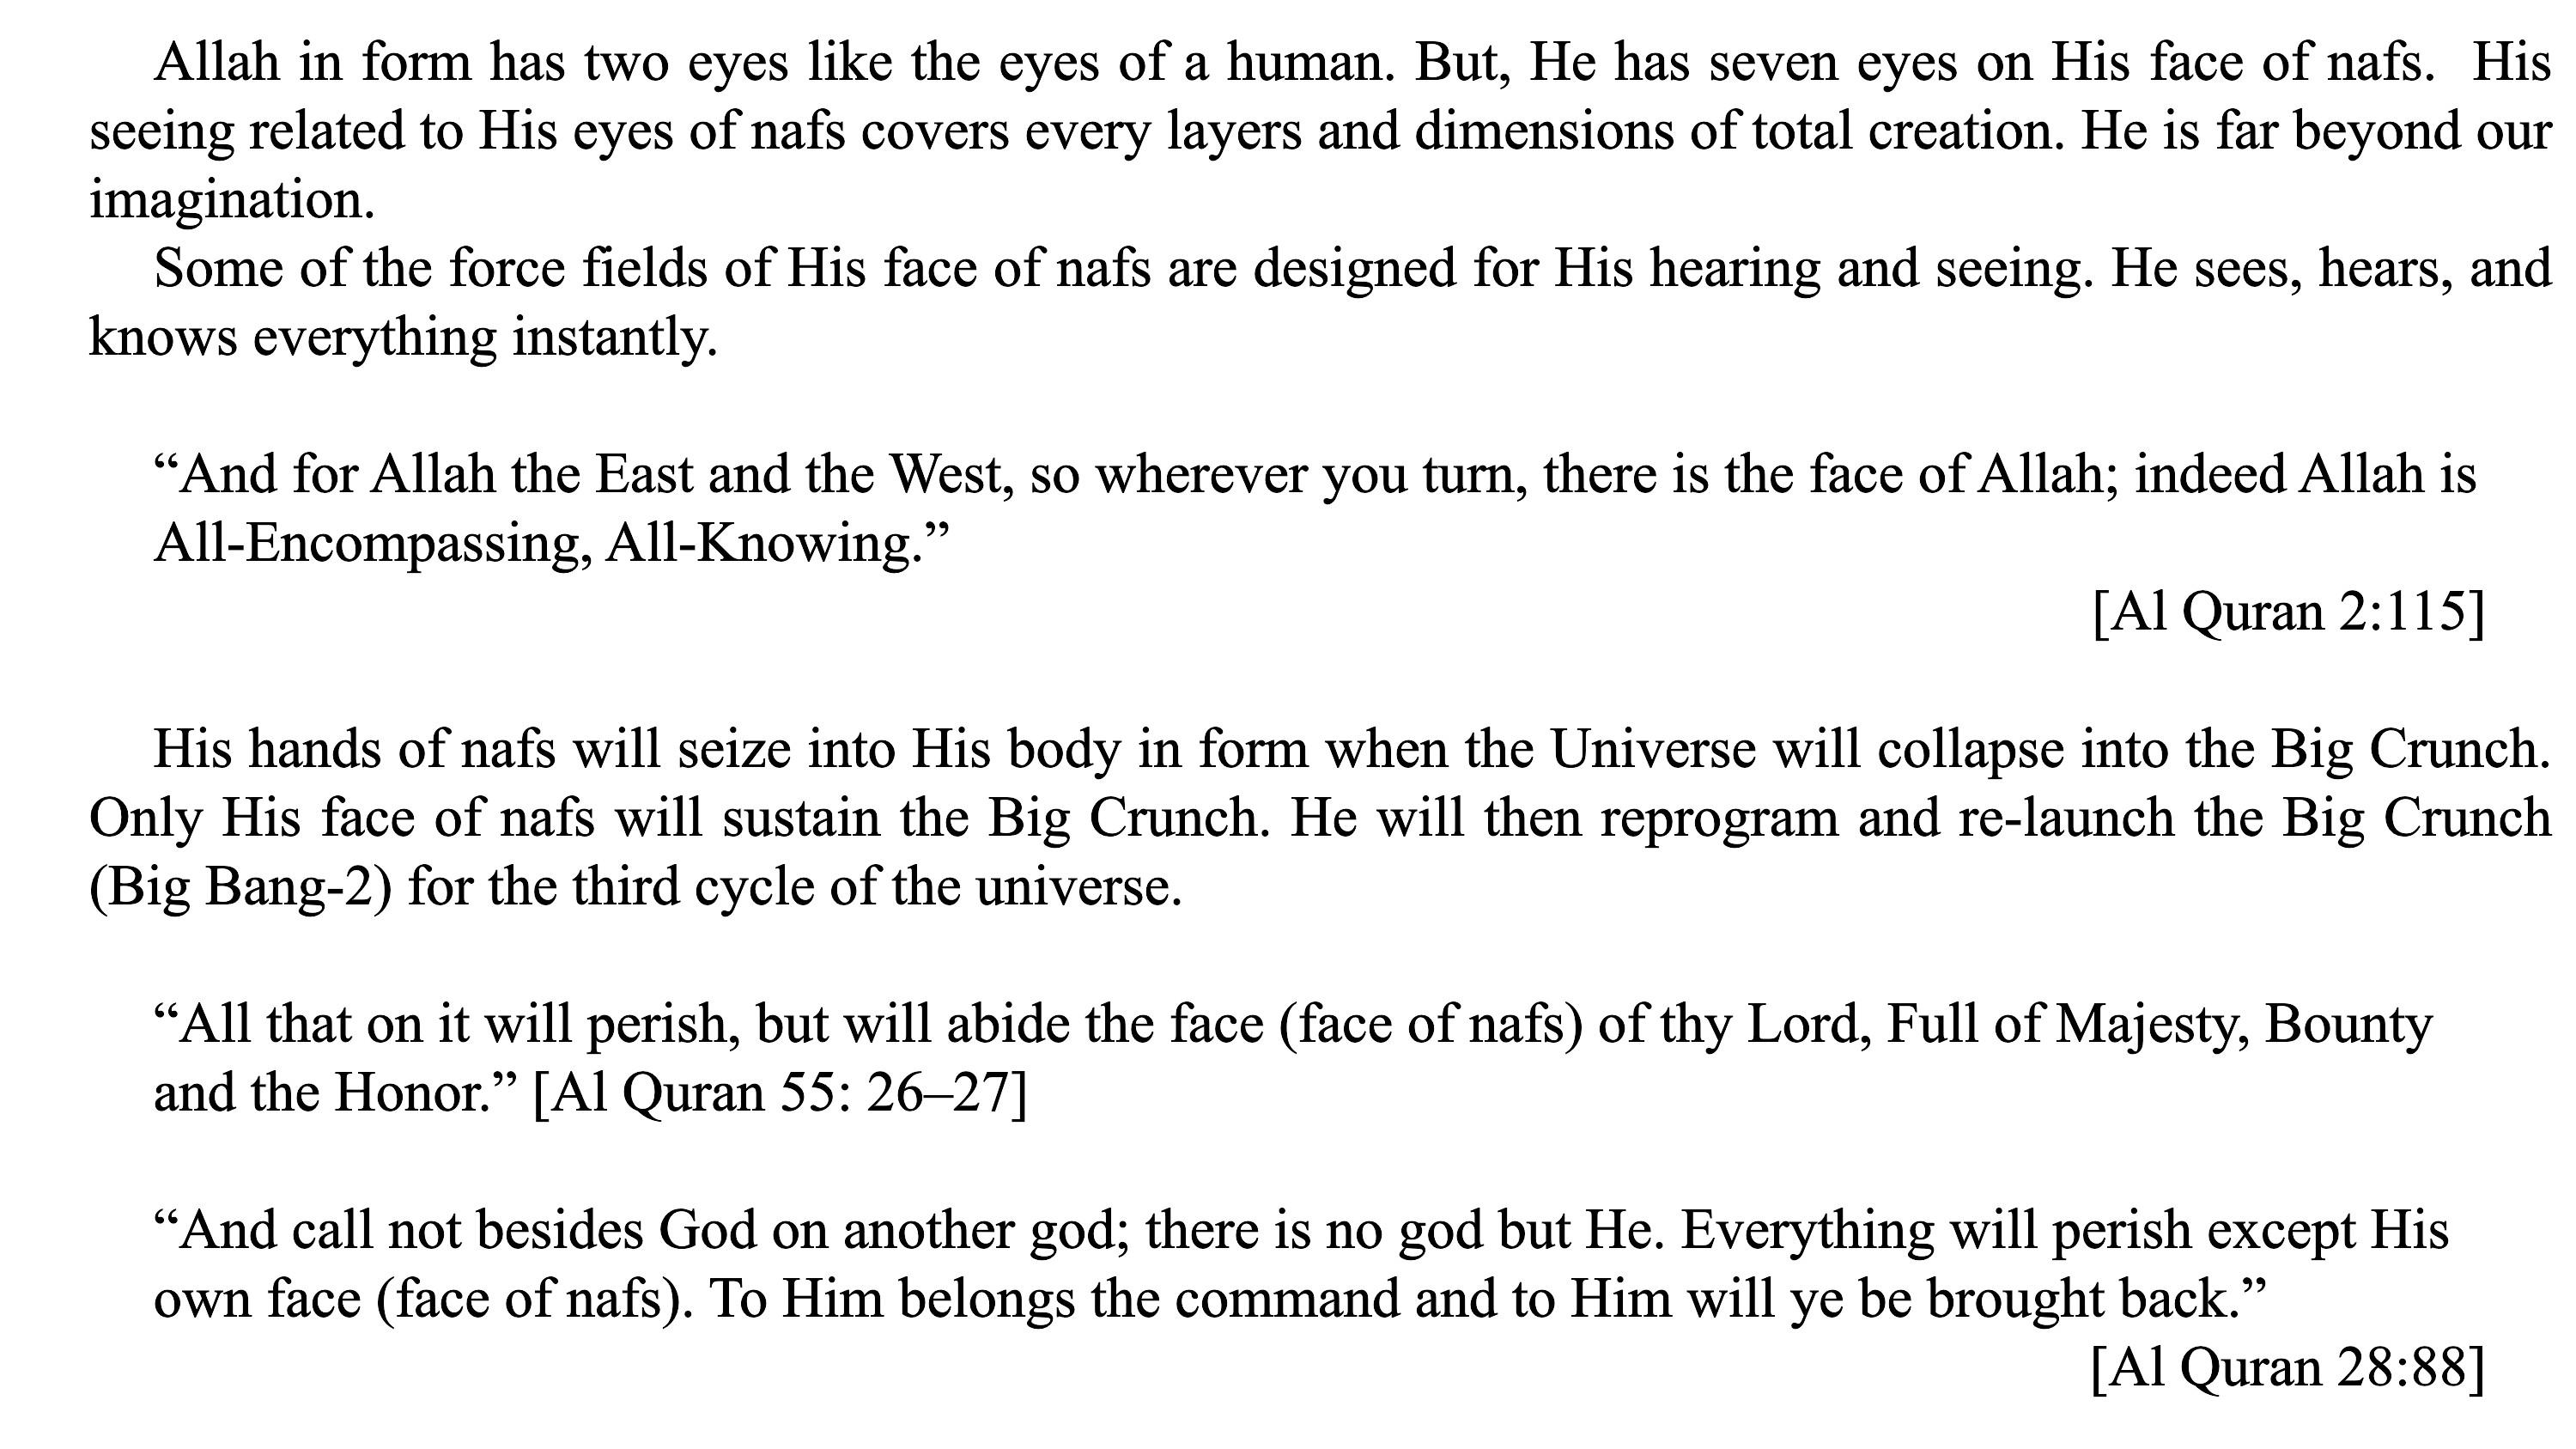 Allah in form has two eyes like the eyes of a human. But, He has seven eyes on His face of nafs.  His
seeing related to His eyes of nafs covers every layers and dimensions of total creation. He is far beyond our
imagination.
Some of the force fields of His face of nafs are designed for His hearing and seeing. He sees, hears, and
knows everything instantly.
“And for Allah the East and the West, so wherever you turn, there is the face of Allah; indeed Allah is
All-Encompassing, All-Knowing.”
[Al Quran 2:115]
His hands of nafs will seize into His body in form when the Universe will collapse into the Big Crunch.
Only His face of nafs will sustain the Big Crunch. He will then reprogram and re-launch the Big Crunch
(Big Bang-2) for the third cycle of the universe.
“All that on it will perish, but will abide the face (face of nafs) of thy Lord, Full of Majesty, Bounty
and the Honor.” [Al Quran 55: 26–27]
“And call not besides God on another god; there is no god but He. Everything will perish except His
own face (face of nafs). To Him belongs the command and to Him will ye be brought back.”
[Al Quran 28:88]